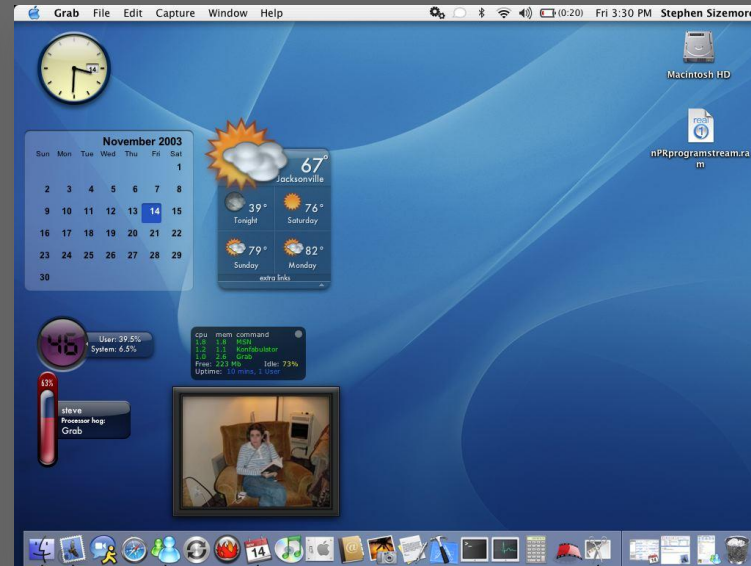 Grab File Edit Capture Window Help (0:20) Fri 3:30 PM Stephen Sizemore
14
Macintosh HD
real
nPRprogramstream.ra
m
November 2003
Sun Mon Tue Wed Thu Fri Sat
1
2 3 4 5 6 7 8
9 10 11 12 13 14 15
16 17 18 19 20 21 22
23 24 25 26 27 28 29
30
67°
Jacksonville
39° 76°
Tonight Saturday
79° 82°
Sunday Monday
extra links
46
User: 39.5%
System: 6.5%
cpu mem command
1.8 1.8 MSN
1.2 1.1 Konfabulator
1.0 2.6 Grab
Free: 223 Mb Idle: 73%
Uptime: 10 mins, 1 User
63%
steve
Processor hog:
Grab
14